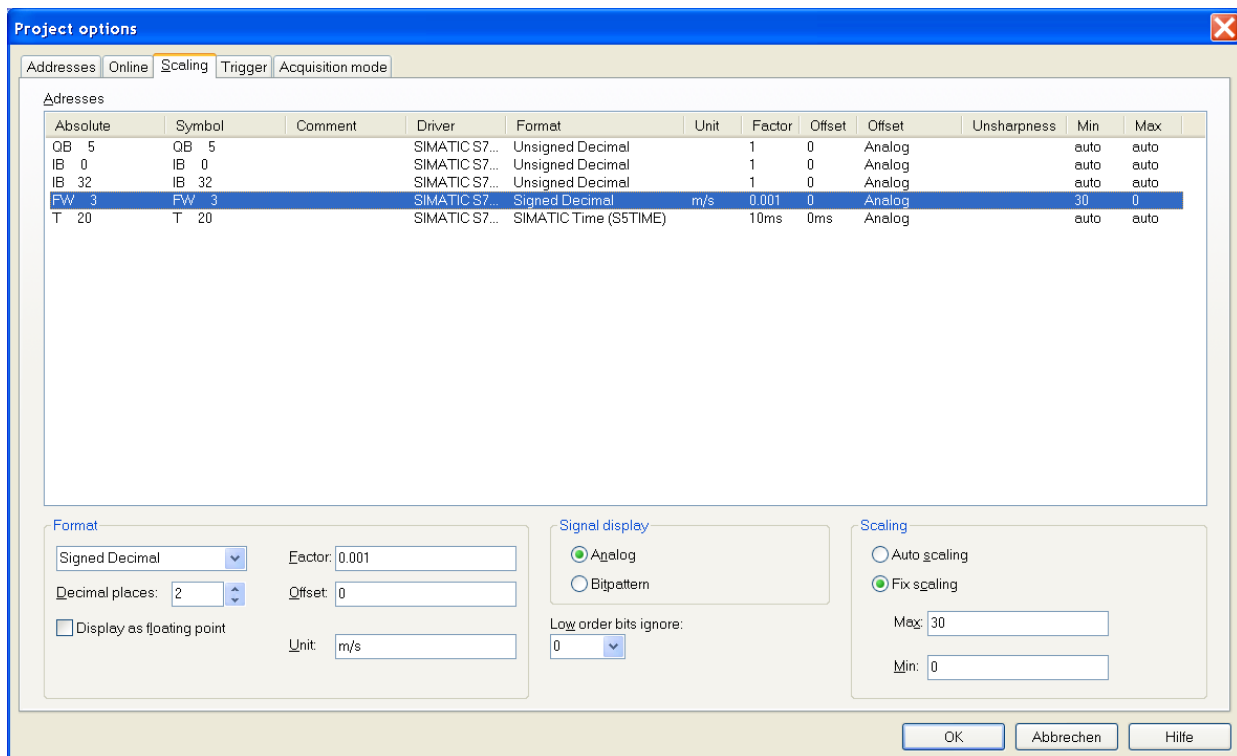 Project options
Addresses Online Scaling Trigger Acquisition mode
Adresses
Absolute Symbol Comment Driver Format Unit Factor Offset Offset Unsharpness Min Max
QB 5 QB 5 SIMATIC S7... Unsigned Decimal 1 0 Analog auto auto
IB 0 IB 0 SIMATIC S7... Unsigned Decimal 1 0 Analog auto auto
IB 32 IB 32 SIMATIC S7... Unsigned Decimal 1 0 Analog auto auto
FW 3 FW 3 SIMATIC S7... Signed Decimal m/s 0.001 0 Analog 30 0
T 20 T 20 SIMATIC S7... SIMATIC Time (S5TIME) 10ms 0ms Analog auto auto
Format
Signed Decimal
Factor: 0.001
Decimal places: 2
Offset: 0
Display as floating point
Unit: m/s
Signal display
Analog
Bitpattern
Low order bits ignore:
0
Scaling
Auto scaling
Fix scaling
Max: 30
Min: 0
OK Abbrechen Hilfe